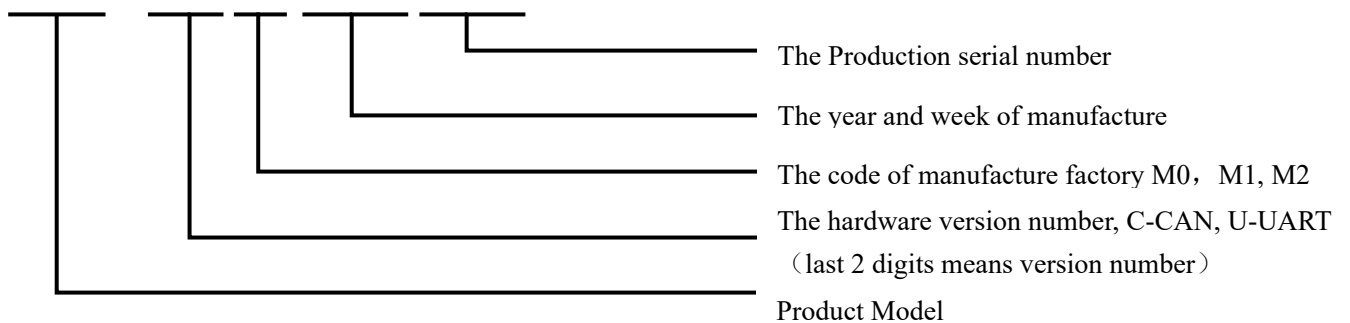 The Production serial number
The year and week of manufacture
The code of manufacture factory M0，M1, M2
The hardware version number, C-CAN, U-UART
（last 2 digits means version number）
Product Model